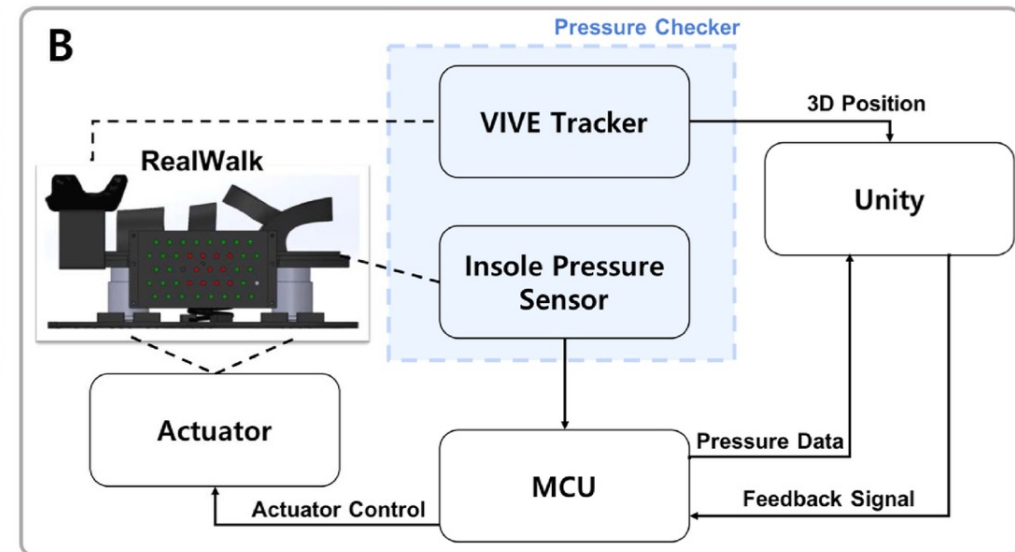 B
Pressure Checker
VIVE Tracker
3D Position
RealWalk
Unity
Insole Pressure
Sensor
Actuator
MCU
Pressure Data
Feedback Signal
Actuator Control